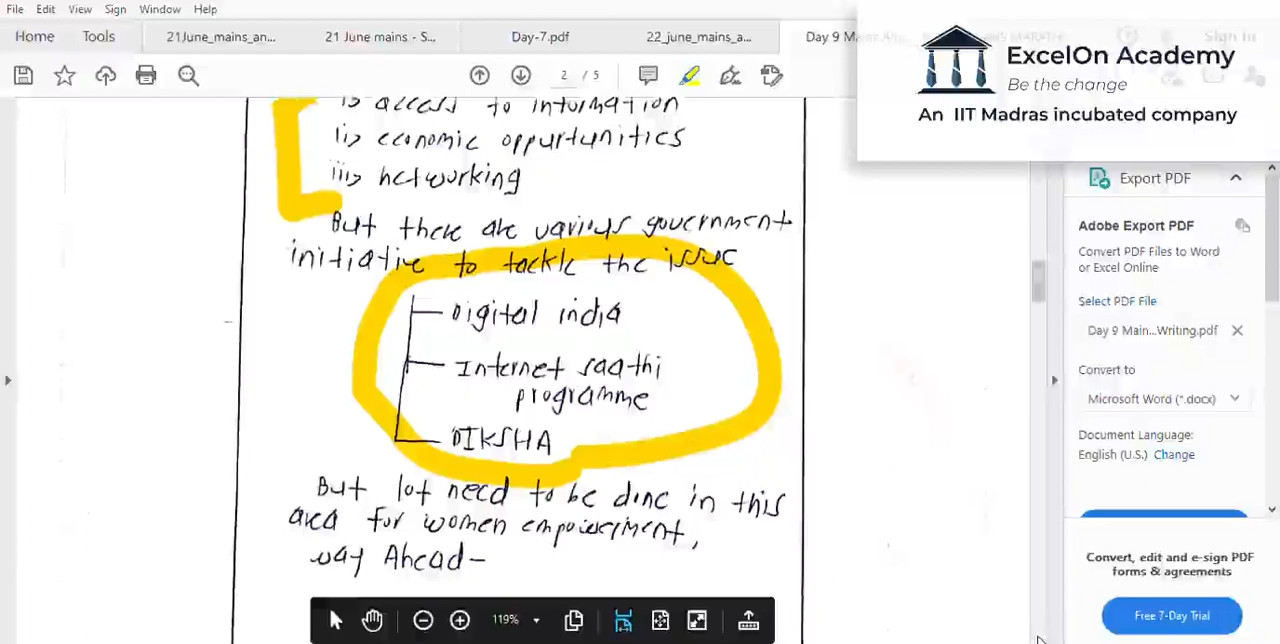 File Edit View Sign Window Help
Home Tools 21June_mains_an... 21 June mains - S... Day-7.pdf 22_june_mains_a... Day 9 Ma
ExcelOn Academy
Be the change
An IIT Madras incubated company
2 / 5
i> access to information
ii> economic oppurtunities
iii> networking
But there are various government
initiative to tackle the issue
Digital india
Internet saathi
programme
DIKSHA
But lot need to be done in this
area for women empowerment,
way Ahead-
119%
Export PDF
Adobe Export PDF
Convert PDF Files to Word
or Excel Online
Select PDF File
Day 9 Main...Writing.pdf
Convert to
Microsoft Word (*.docx)
Document Language:
English (U.S.) Change
Convert, edit and e-sign PDF
forms & agreements
Free 7-Day Trial